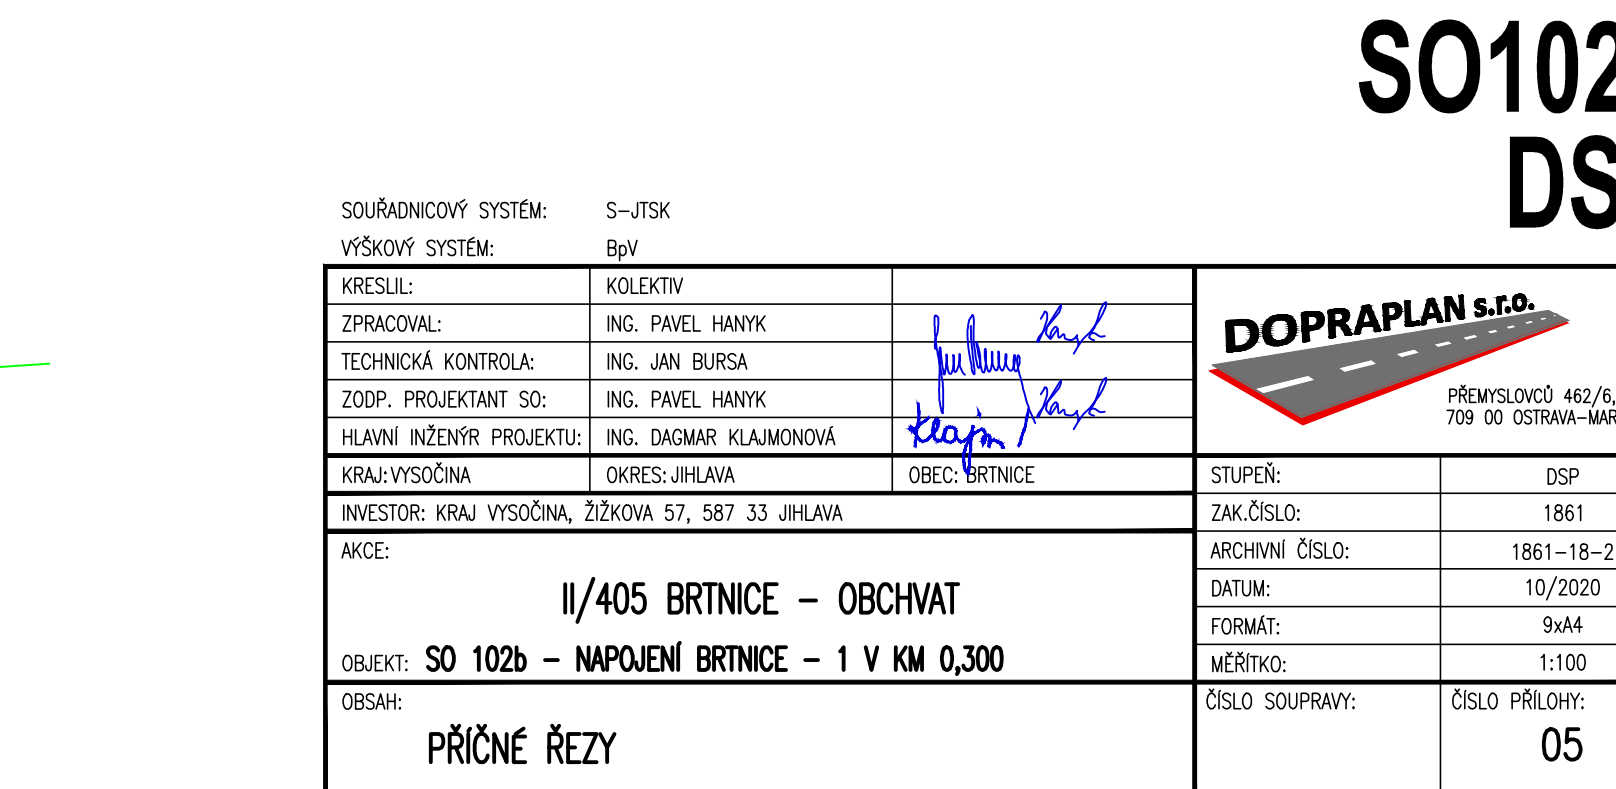 SO102
DS
SOUŘADNICOVÝ SYSTÉM: S-JTSK
VÝŠKOVÝ SYSTÉM: BpV
KRESLIL: KOLEKTIV
ZPRACOVAL: ING. PAVEL HANYK Hanyk
TECHNICKÁ KONTROLA: ING. JAN BURSA
ZODP. PROJEKTANT SO: ING. PAVEL HANYK Hanyk
HLAVNÍ INŽENÝR PROJEKTU: ING. DAGMAR KLAJMONOVÁ Klajm
KRAJ: VYSOČINA OKRES: JIHLAVA OBEC: BRTNICE
INVESTOR: KRAJ VYSOČINA, ŽIŽKOVA 57, 587 33 JIHLAVA
AKCE:
II/405 BRTNICE - OBCHVAT
OBJEKT: SO 102b - NAPOJENÍ BRTNICE - 1 V KM 0,300
OBSAH:
PŘÍČNÉ ŘEZY
DOPRAPLAN s.r.o.
PŘEMYSLOVCŮ 462/6,
709 00 OSTRAVA-MAR
STUPEŇ: DSP
ZAK.ČÍSLO: 1861
ARCHIVNÍ ČÍSLO: 1861-18-2
DATUM: 10/2020
FORMÁT: 9xA4
MĚŘÍTKO: 1:100
ČÍSLO SOUPRAVY: ČÍSLO PŘÍLOHY:
05